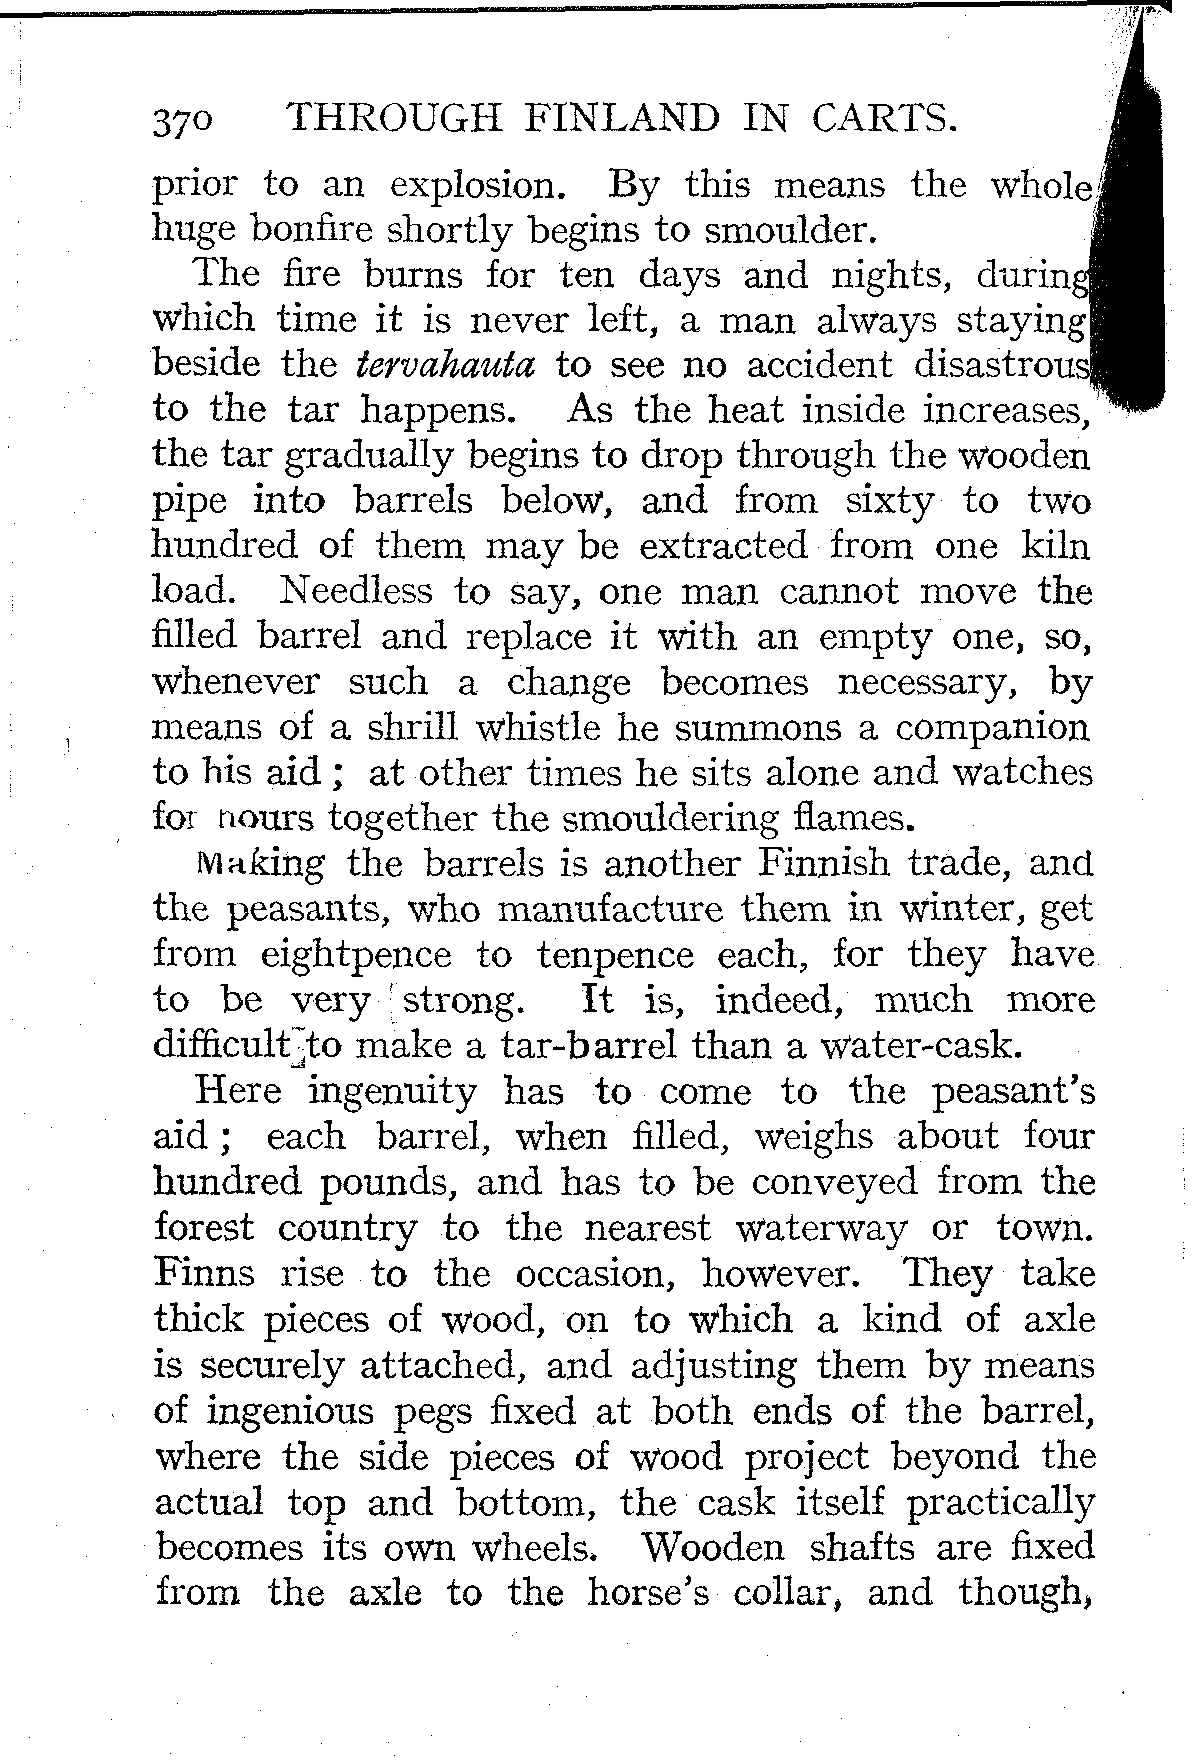 370 THROUGH FINLAND IN CARTS.
prior to an explosion. By this means the whole
huge bonfire shortly begins to smoulder.
The fire burns for ten days and nights, during
which time it is never left, a man always staying
beside the tervahauta to see no accident disastrous
to the tar happens. As the heat inside increases,
the tar gradually begins to drop through the wooden
pipe into barrels below, and from sixty to two
hundred of them may be extracted from one kiln
load. Needless to say, one man cannot move the
filled barrel and replace it with an empty one, so,
whenever such a change becomes necessary, by
means of a shrill whistle he summons a companion
to his aid ; at other times he sits alone and watches
for hours together the smouldering flames.
Making the barrels is another Finnish trade, and
the peasants, who manufacture them in winter, get
from eightpence to tenpence each, for they have
to be very strong. It is, indeed, much more
difficult to make a tar-barrel than a water-cask.
Here ingenuity has to come to the peasant's
aid ; each barrel, when filled, weighs about four
hundred pounds, and has to be conveyed from the
forest country to the nearest waterway or town.
Finns rise to the occasion, however. They take
thick pieces of wood, on to which a kind of axle
is securely attached, and adjusting them by means
of ingenious pegs fixed at both ends of the barrel,
where the side pieces of wood project beyond the
actual top and bottom, the cask itself practically
becomes its own wheels. Wooden shafts are fixed
from the axle to the horse's collar, and though,